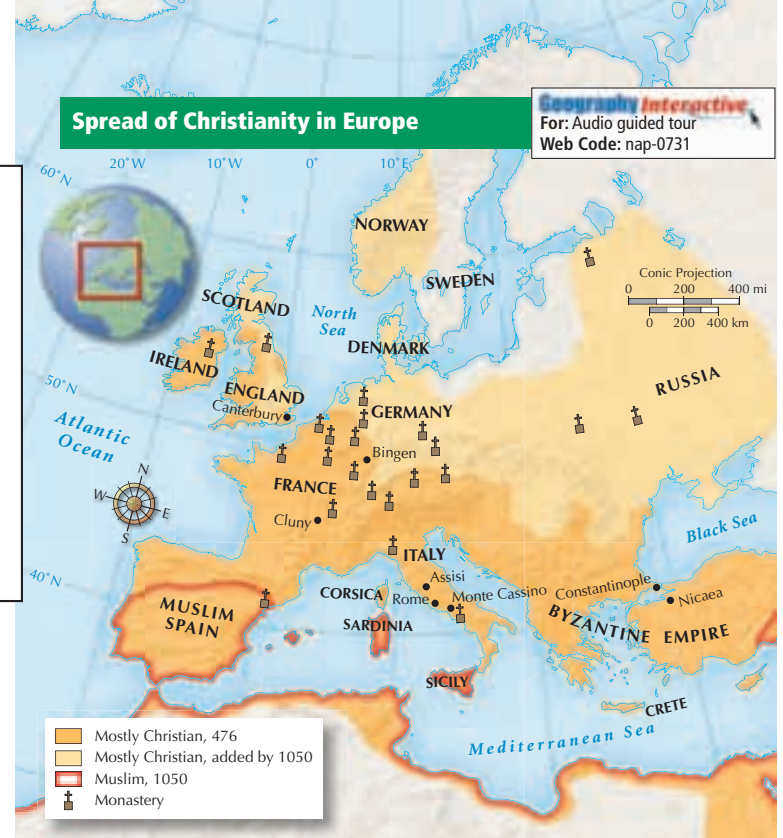 Spread of Christianity in Europe
Geography Interactive
For: Audio guided tour
Web Code: nap-0731
60°N
20°W
10°W
0°
10°E
NORWAY
SWEDEN
Conic Projection
0 200 400 mi
0 200 400 km
SCOTLAND
North
Sea
DENMARK
IRELAND
RUSSIA
50°N
ENGLAND
Canterbury
GERMANY
Atlantic
Ocean
Bingen
N
W
E
S
FRANCE
Cluny
Black Sea
ITALY
40°N
Assisi
CORSICA
Rome
Monte Cassino
Constantinople
Nicaea
MUSLIM
SPAIN
SARDINIA
BYZANTINE EMPIRE
SICILY
CRETE
Mediterranean Sea
Mostly Christian, 476
Mostly Christian, added by 1050
Muslim, 1050
Monastery